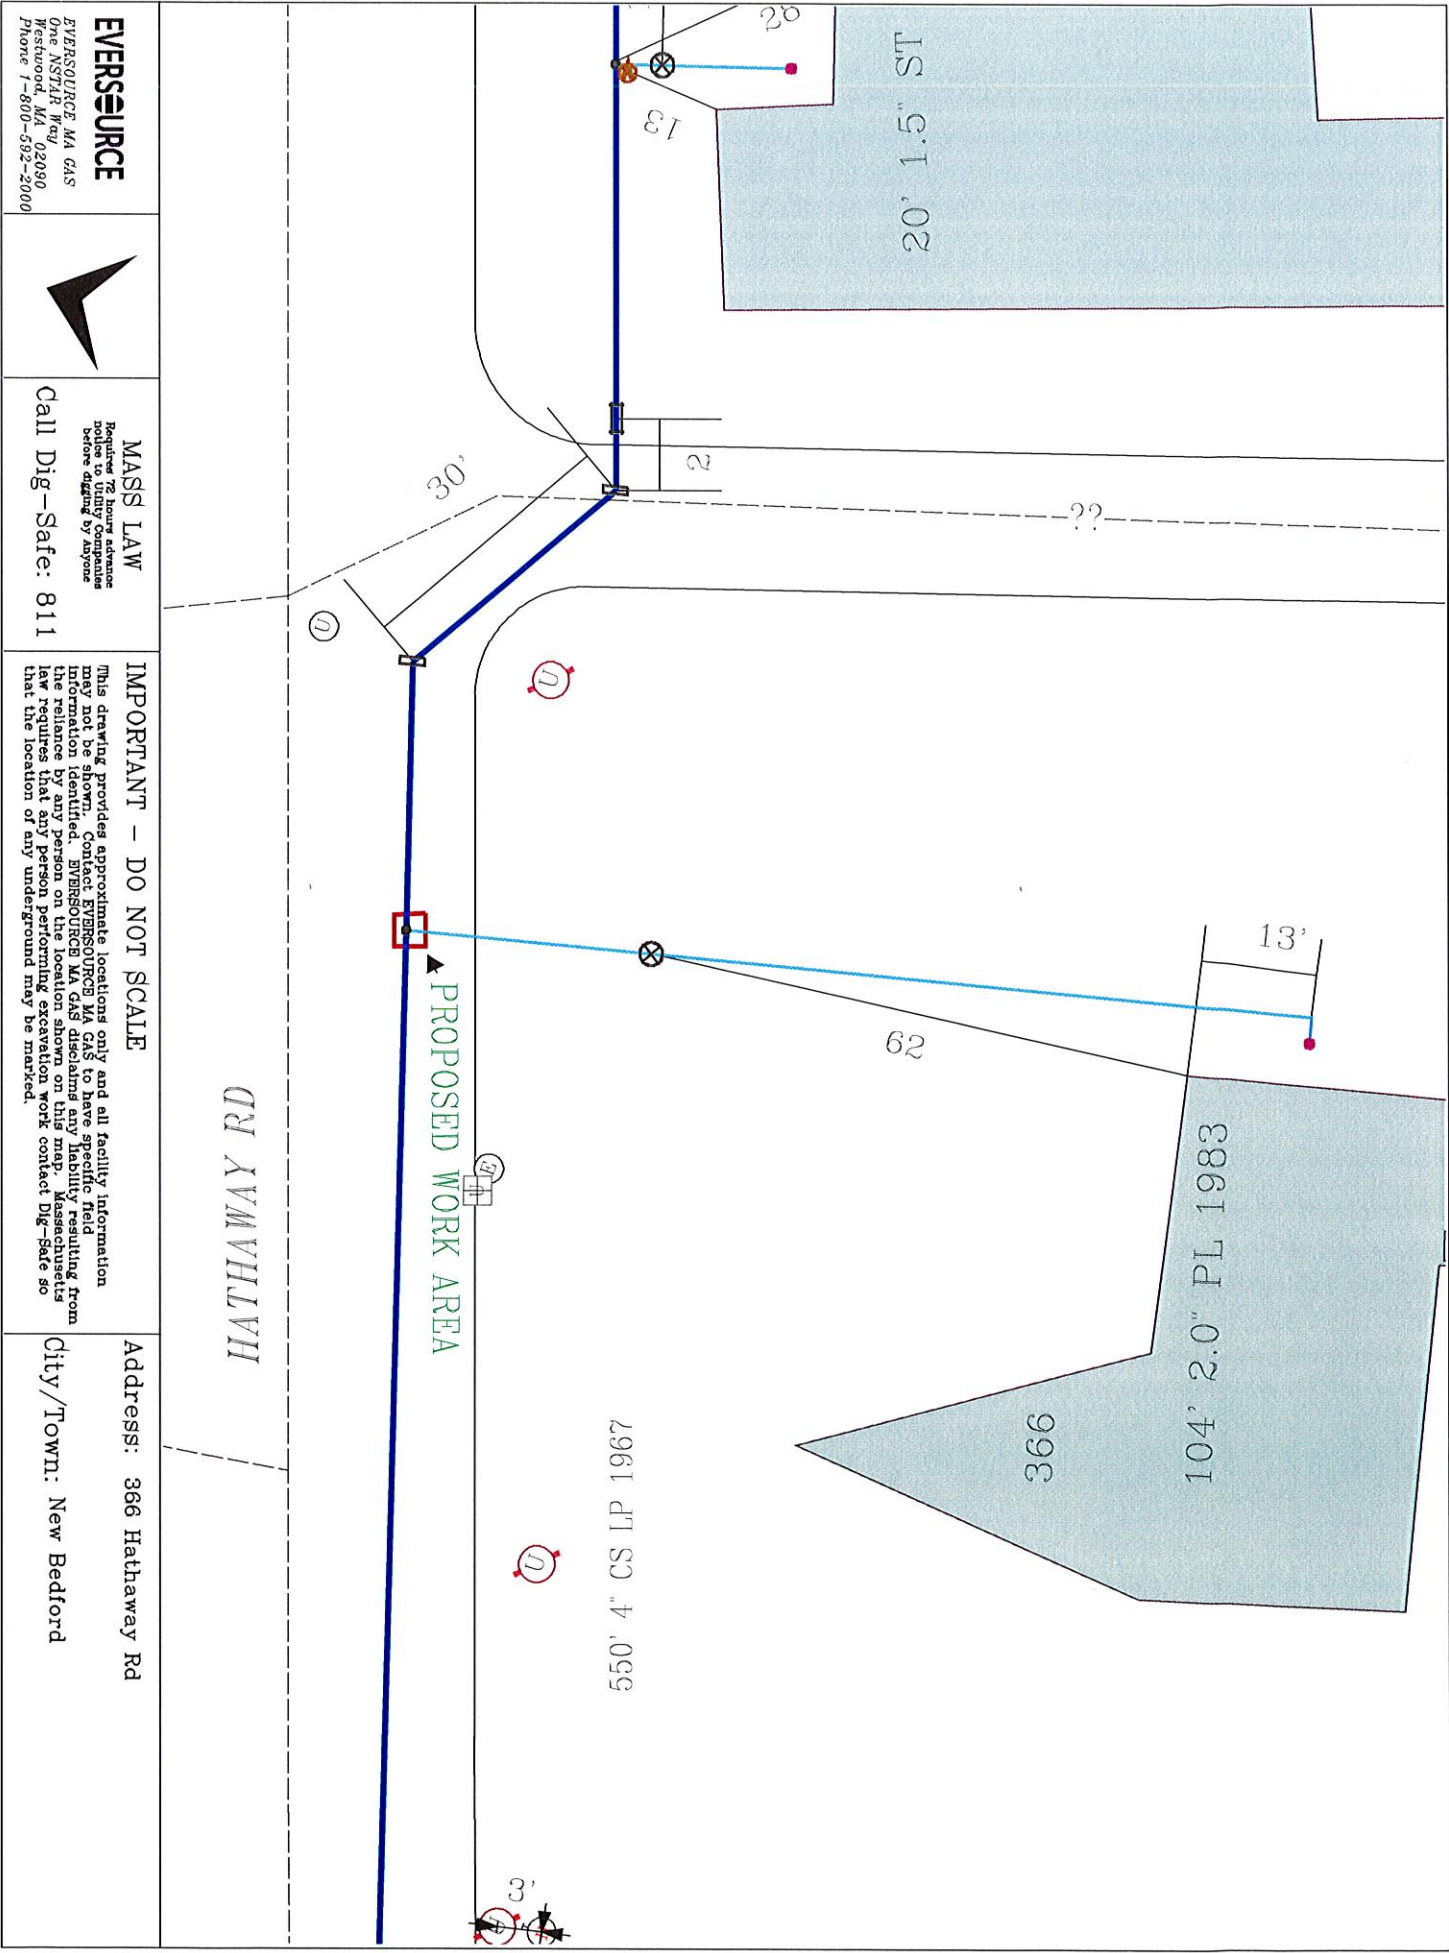 20' 1.5" ST
28
13
2
30'
??
U
U
13'
62
PROPOSED WORK AREA
E
U
HATHAWAY RD
104' 2.0" PL 1983
366
550' 4" CS LP 1967
U
3'
U
EVERSOURCE
EVERSOURCE MA GAS
One NSTAR Way
Westwood, MA 02090
Phone 1-800-592-2000
MASS LAW
Requires 72 hours advance
notice to Utility Companies
before digging by Anyone
Call Dig-Safe: 811
IMPORTANT - DO NOT SCALE
This drawing provides approximate locations only and all facility information
may not be shown. Contact EVERSOURCE MA GAS to have specific field
information identified. EVERSOURCE MA GAS disclaims any liability resulting from
the reliance by any person on the location shown on this map. Massachusetts
law requires that any person performing excavation work contact Dig-Safe so
that the location of any underground may be marked.
Address: 366 Hathaway Rd
City/Town: New Bedford